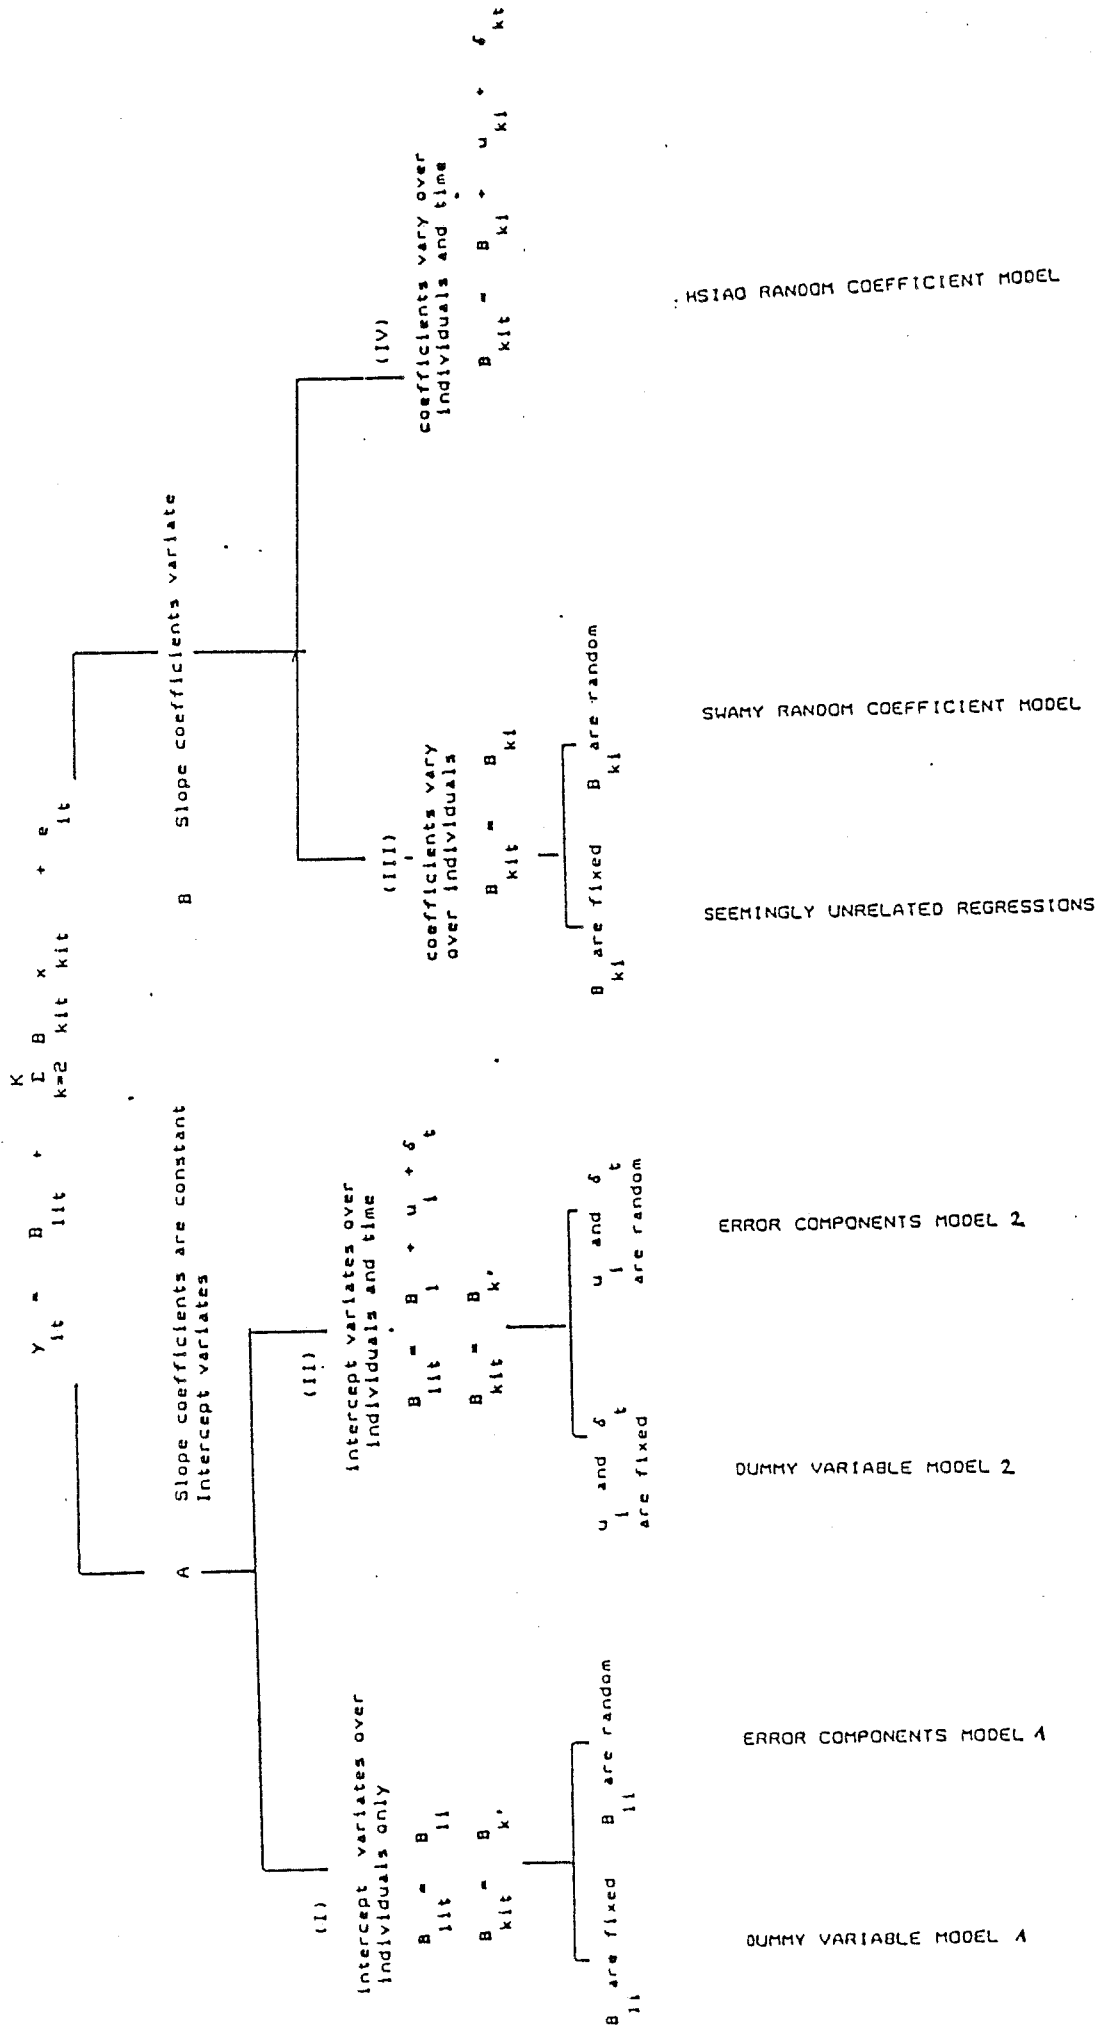 K
y = B + Σ B x + e
it 1it k=2 kit kit it
A Slope coefficients are constant
Intercept variates
B Slope coefficients variate
(I)
intercept variates over
individuals only
B = B
1it 1i
B = B
kit k'
B are fixed
1i
B are random
1i
DUMMY VARIABLE MODEL 1
ERROR COMPONENTS MODEL 1
(II)
intercept variates over
individuals and time
B = B + u + δ
1it 1 i t
B = B
kit k'
u and δ
i t
are fixed
u and δ
i t
are random
DUMMY VARIABLE MODEL 2
ERROR COMPONENTS MODEL 2
(III)
coefficients vary
over individuals
B = B
kit ki
B are fixed
ki
B are random
ki
SEEMINGLY UNRELATED REGRESSIONS
SWAMY RANDOM COEFFICIENT MODEL
(IV)
coefficients vary over
individuals and time
B = B + u + δ
kit ki ki kt
HSIAO RANDOM COEFFICIENT MODEL